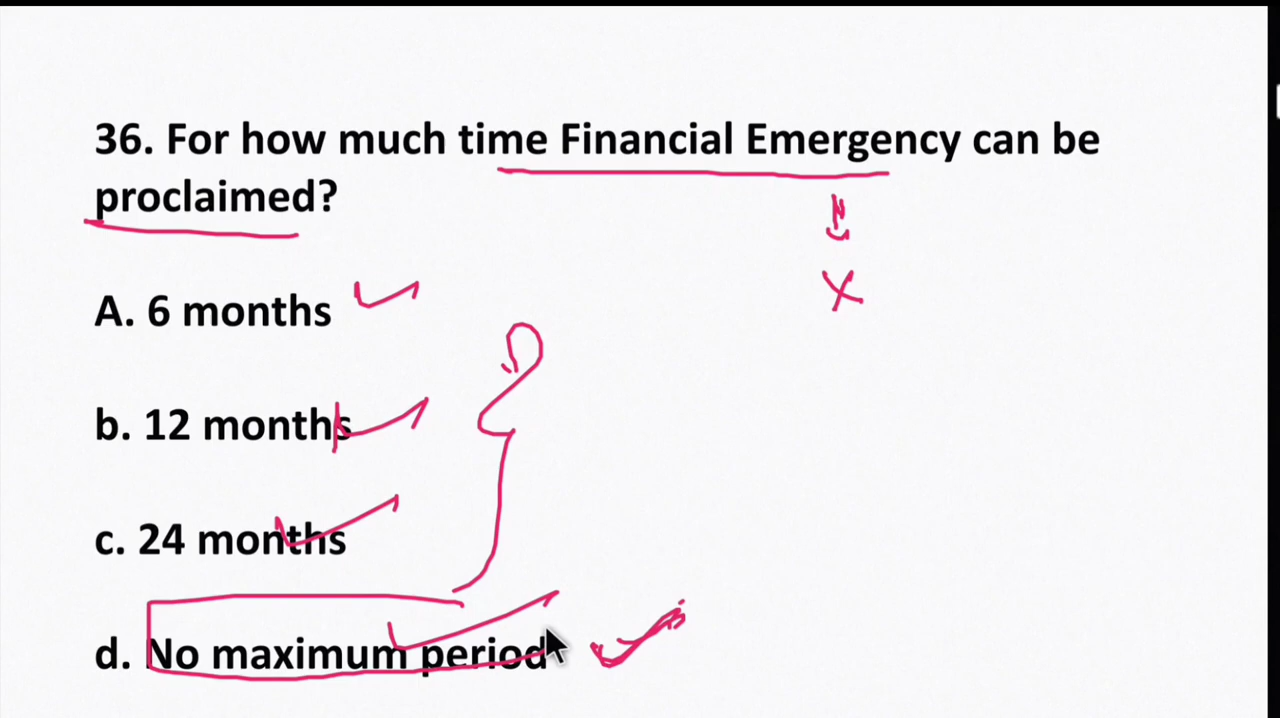 36. For how much time Financial Emergency can be
proclaimed?
A. 6 months
b. 12 months
c. 24 months
d. No maximum period